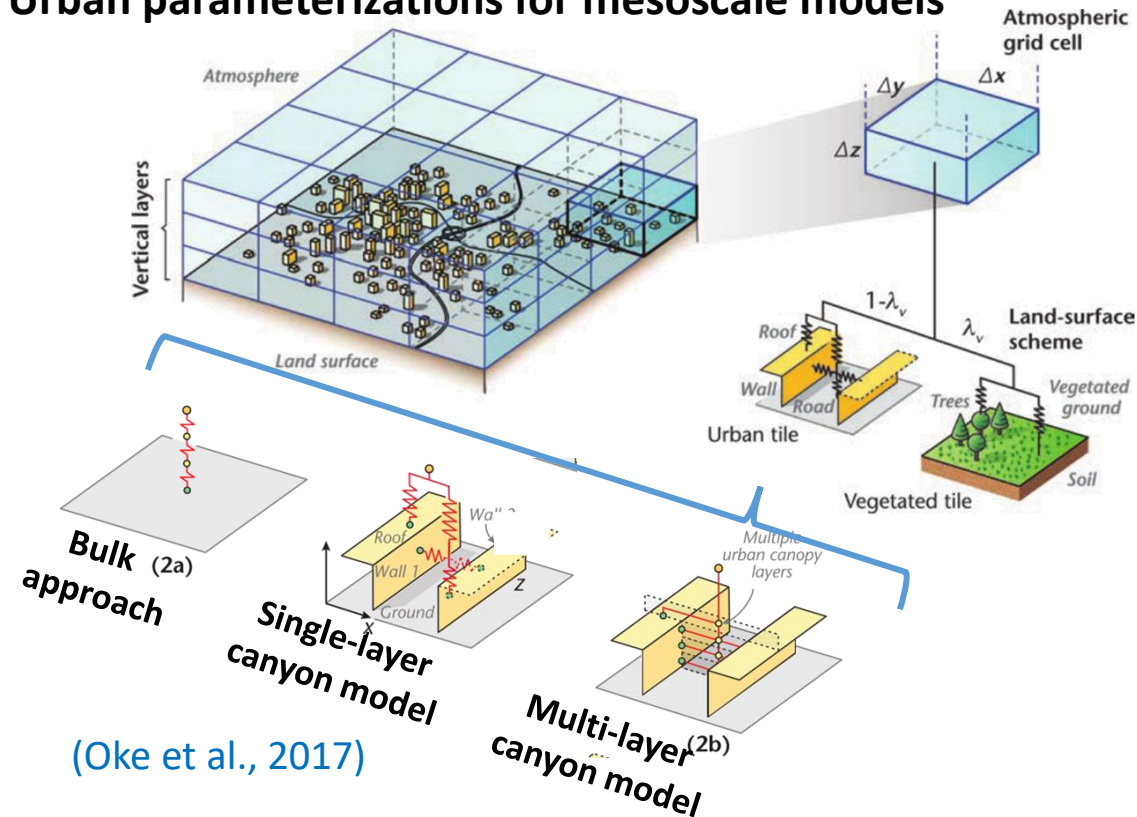 Urban parameterizations for mesoscale models
Atmospheric
grid cell
Atmosphere
Δy
Δx
Δz
Vertical layers
Land surface
1-λv
λv
Land-surface
scheme
Roof
Wall
Road
Urban tile
Trees
Vegetated
ground
Soil
Vegetated tile
Bulk (2a)
approach
Roof
Wall 1
Ground
x
z
Single-layer
canyon model
Multiple
urban canopy
layers
Multi-layer (2b)
canyon model
(Oke et al., 2017)